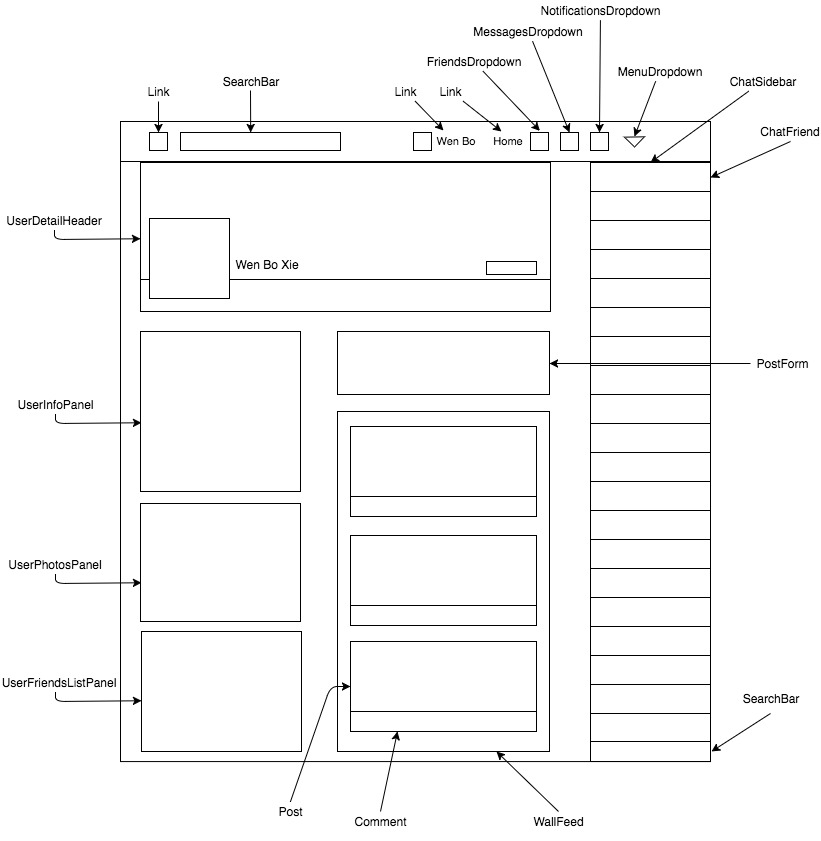 NotificationsDropdown
MessagesDropdown
FriendsDropdown
MenuDropdown
SearchBar
ChatSidebar
Link
Link
Link
ChatFriend
Wen Bo
Home
UserDetailHeader
Wen Bo Xie
PostForm
UserInfoPanel
UserPhotosPanel
UserFriendsListPanel
SearchBar
Post
Comment
WallFeed